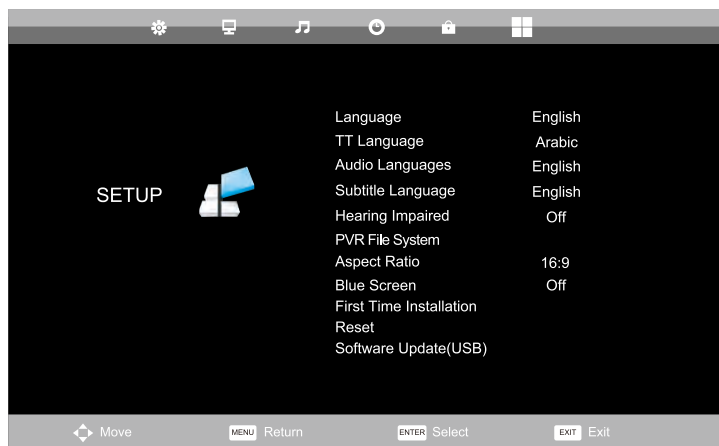 SETUP
Language English
TT Language Arabic
Audio Languages English
Subtitle Language English
Hearing Impaired Off
PVR File System
Aspect Ratio 16:9
Blue Screen Off
First Time Installation
Reset
Software Update(USB)
Move MENU Return ENTER Select EXIT Exit